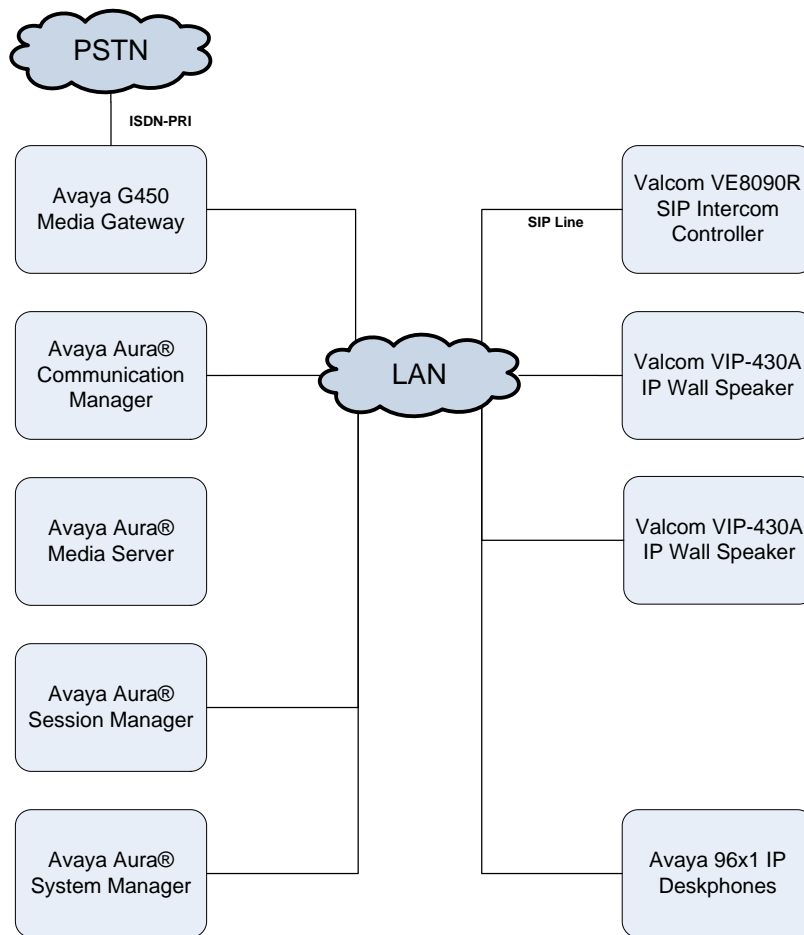 PSTN
ISDN-PRI
Avaya G450
Media Gateway
Valcom VE8090R
SIP Intercom
Controller
SIP Line
Avaya Aura®
Communication
Manager
LAN
Valcom VIP-430A
IP Wall Speaker
Avaya Aura®
Media Server
Valcom VIP-430A
IP Wall Speaker
Avaya Aura®
Session Manager
Avaya Aura®
System Manager
Avaya 96x1 IP
Deskphones